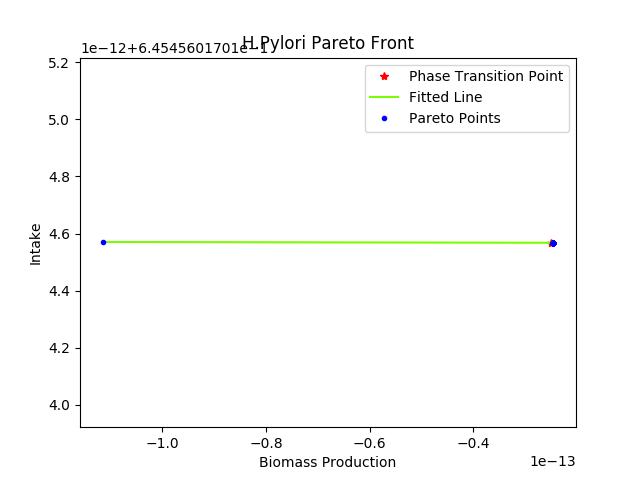 H.Pylori Pareto Front
1e−12+6.4545601701e−1
Phase Transition Point
Fitted Line
Pareto Points
5.2
5.0
4.8
4.6
4.4
4.2
4.0
Intake
−1.0
−0.8
−0.6
−0.4
Biomass Production
1e−13